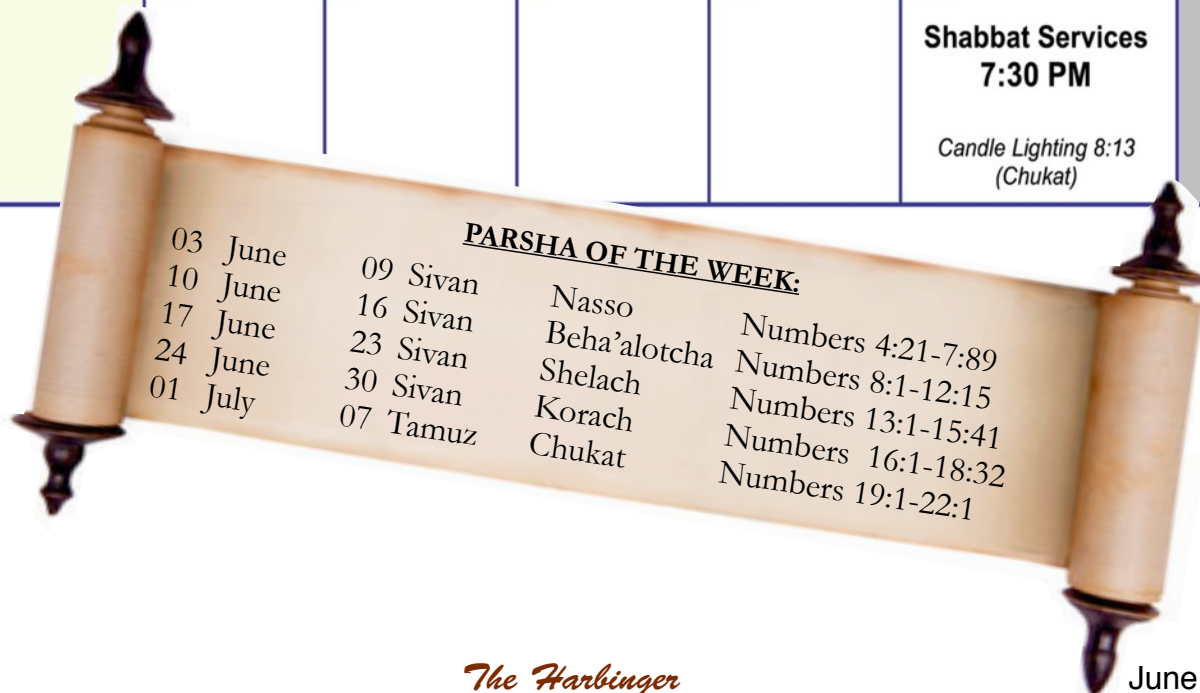 Shabbat Services
7:30 PM
Candle Lighting 8:13
(Chukat)
PARSHA OF THE WEEK:
03 June 09 Sivan Nasso Numbers 4:21-7:89
10 June 16 Sivan Beha’alotcha Numbers 8:1-12:15
17 June 23 Sivan Shelach Numbers 13:1-15:41
24 June 30 Sivan Korach Numbers 16:1-18:32
01 July 07 Tamuz Chukat Numbers 19:1-22:1
The Harbinger
June